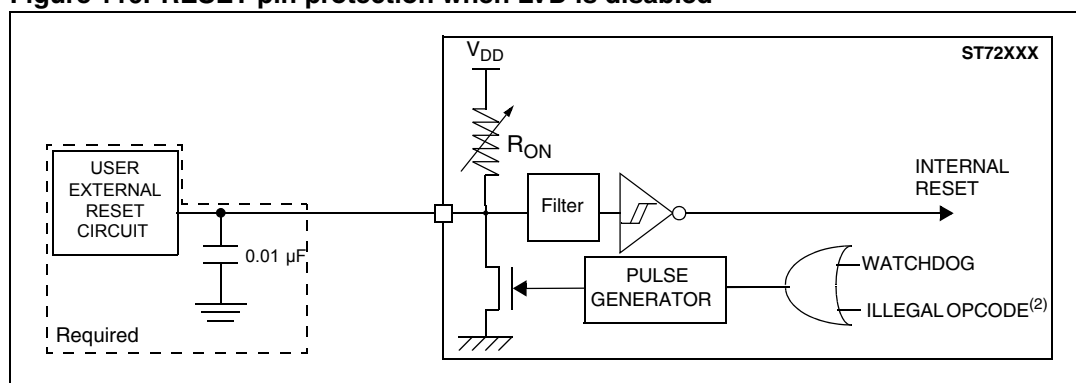 Figure RESET pin protection when LVD is disabled
ST72XXX
VDD
RON
USER
EXTERNAL
RESET
CIRCUIT
0.01 µF
Required
Filter
INTERNAL
RESET
PULSE
GENERATOR
WATCHDOG
ILLEGAL OPCODE(2)